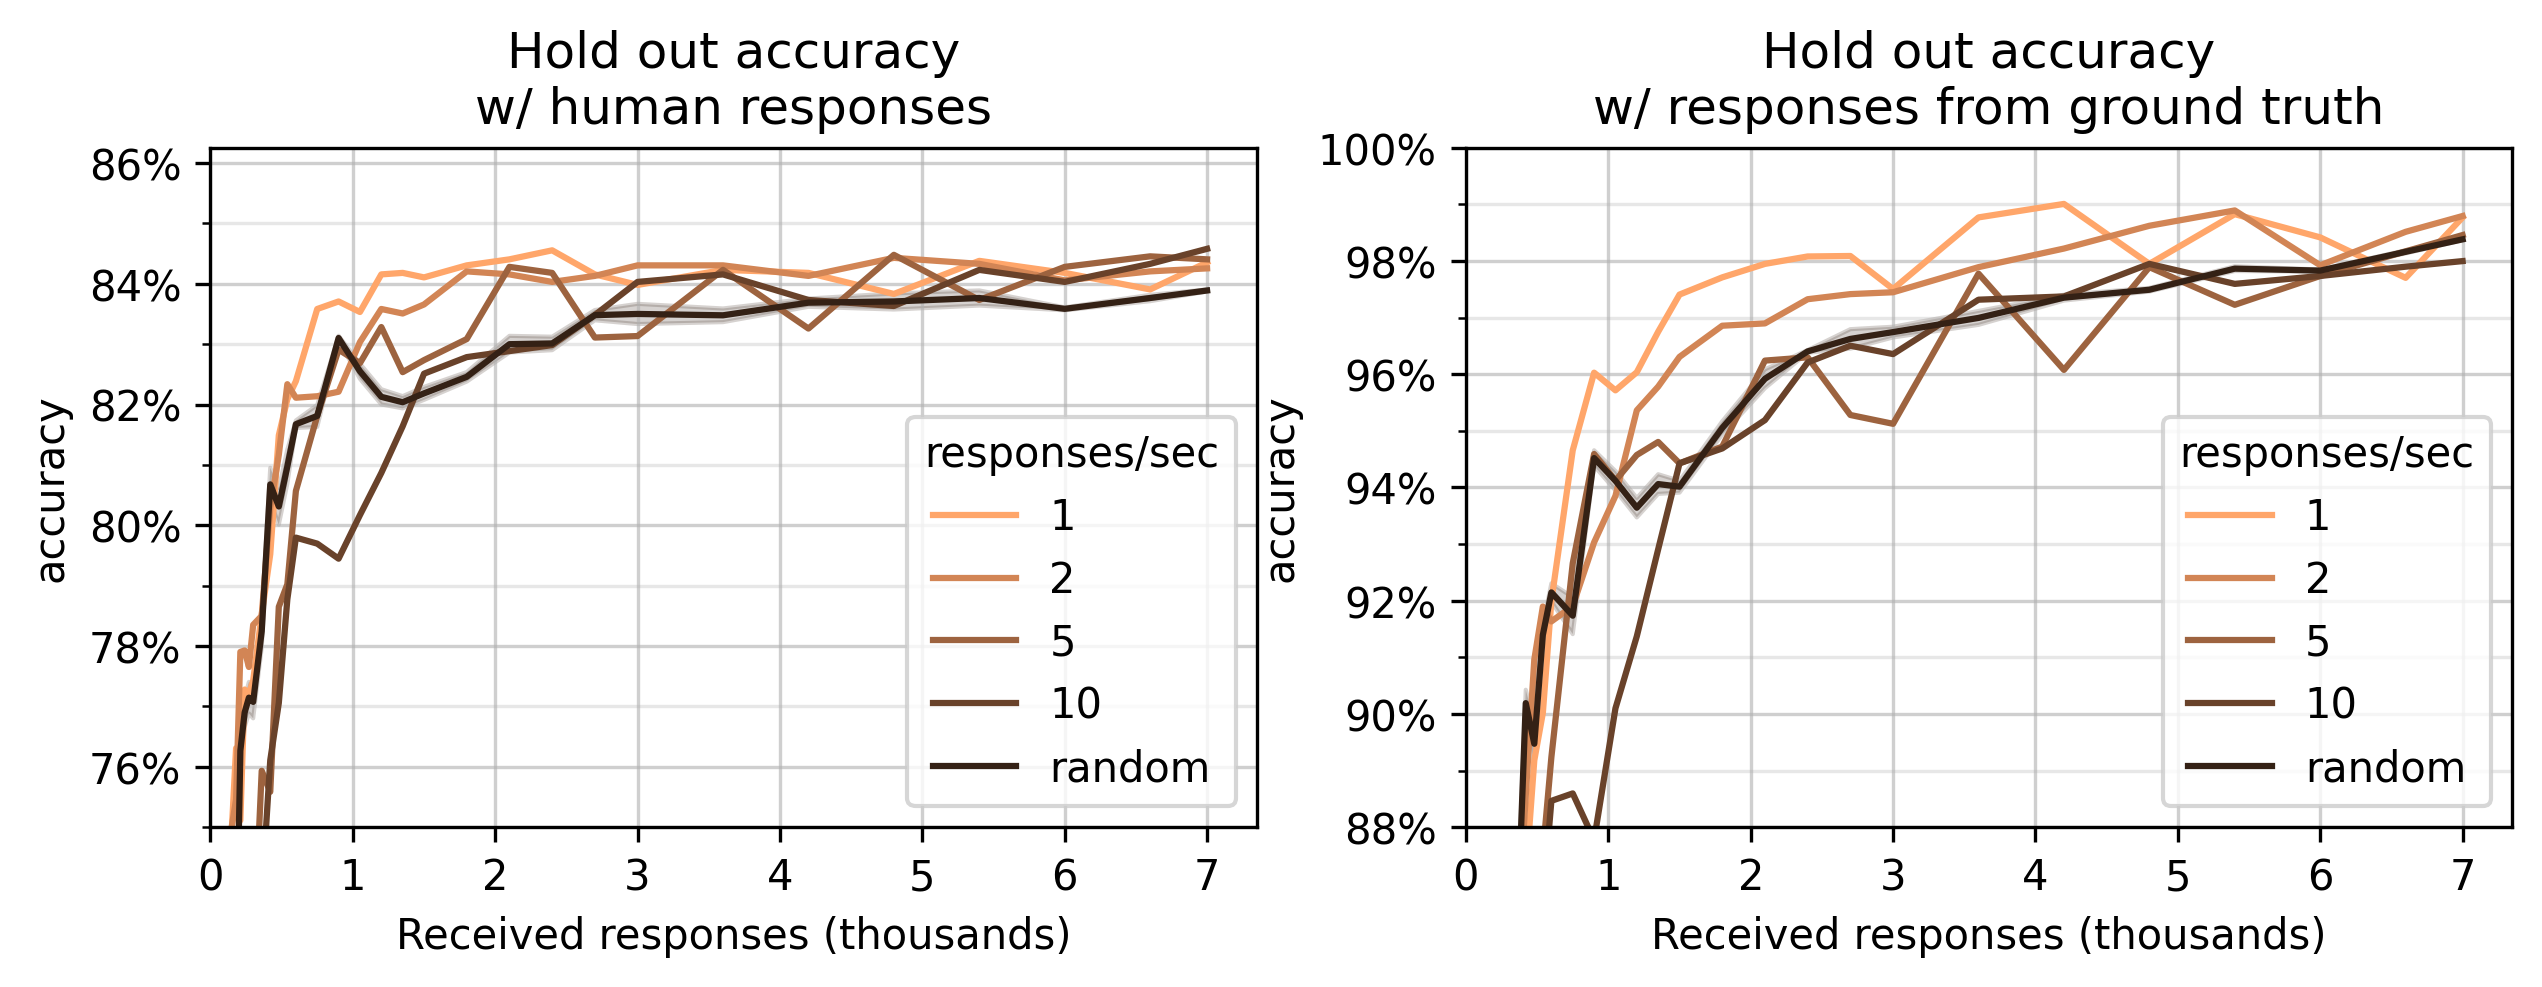 Hold out accuracy
w/ human responses
86%
84%
82%
80%
78%
76%
accuracy
0 1 2 3 4 5 6 7
Received responses (thousands)
responses/sec
1
2
5
10
random
Hold out accuracy
w/ responses from ground truth
100%
98%
96%
94%
92%
90%
88%
accuracy
0 1 2 3 4 5 6 7
Received responses (thousands)
responses/sec
1
2
5
10
random